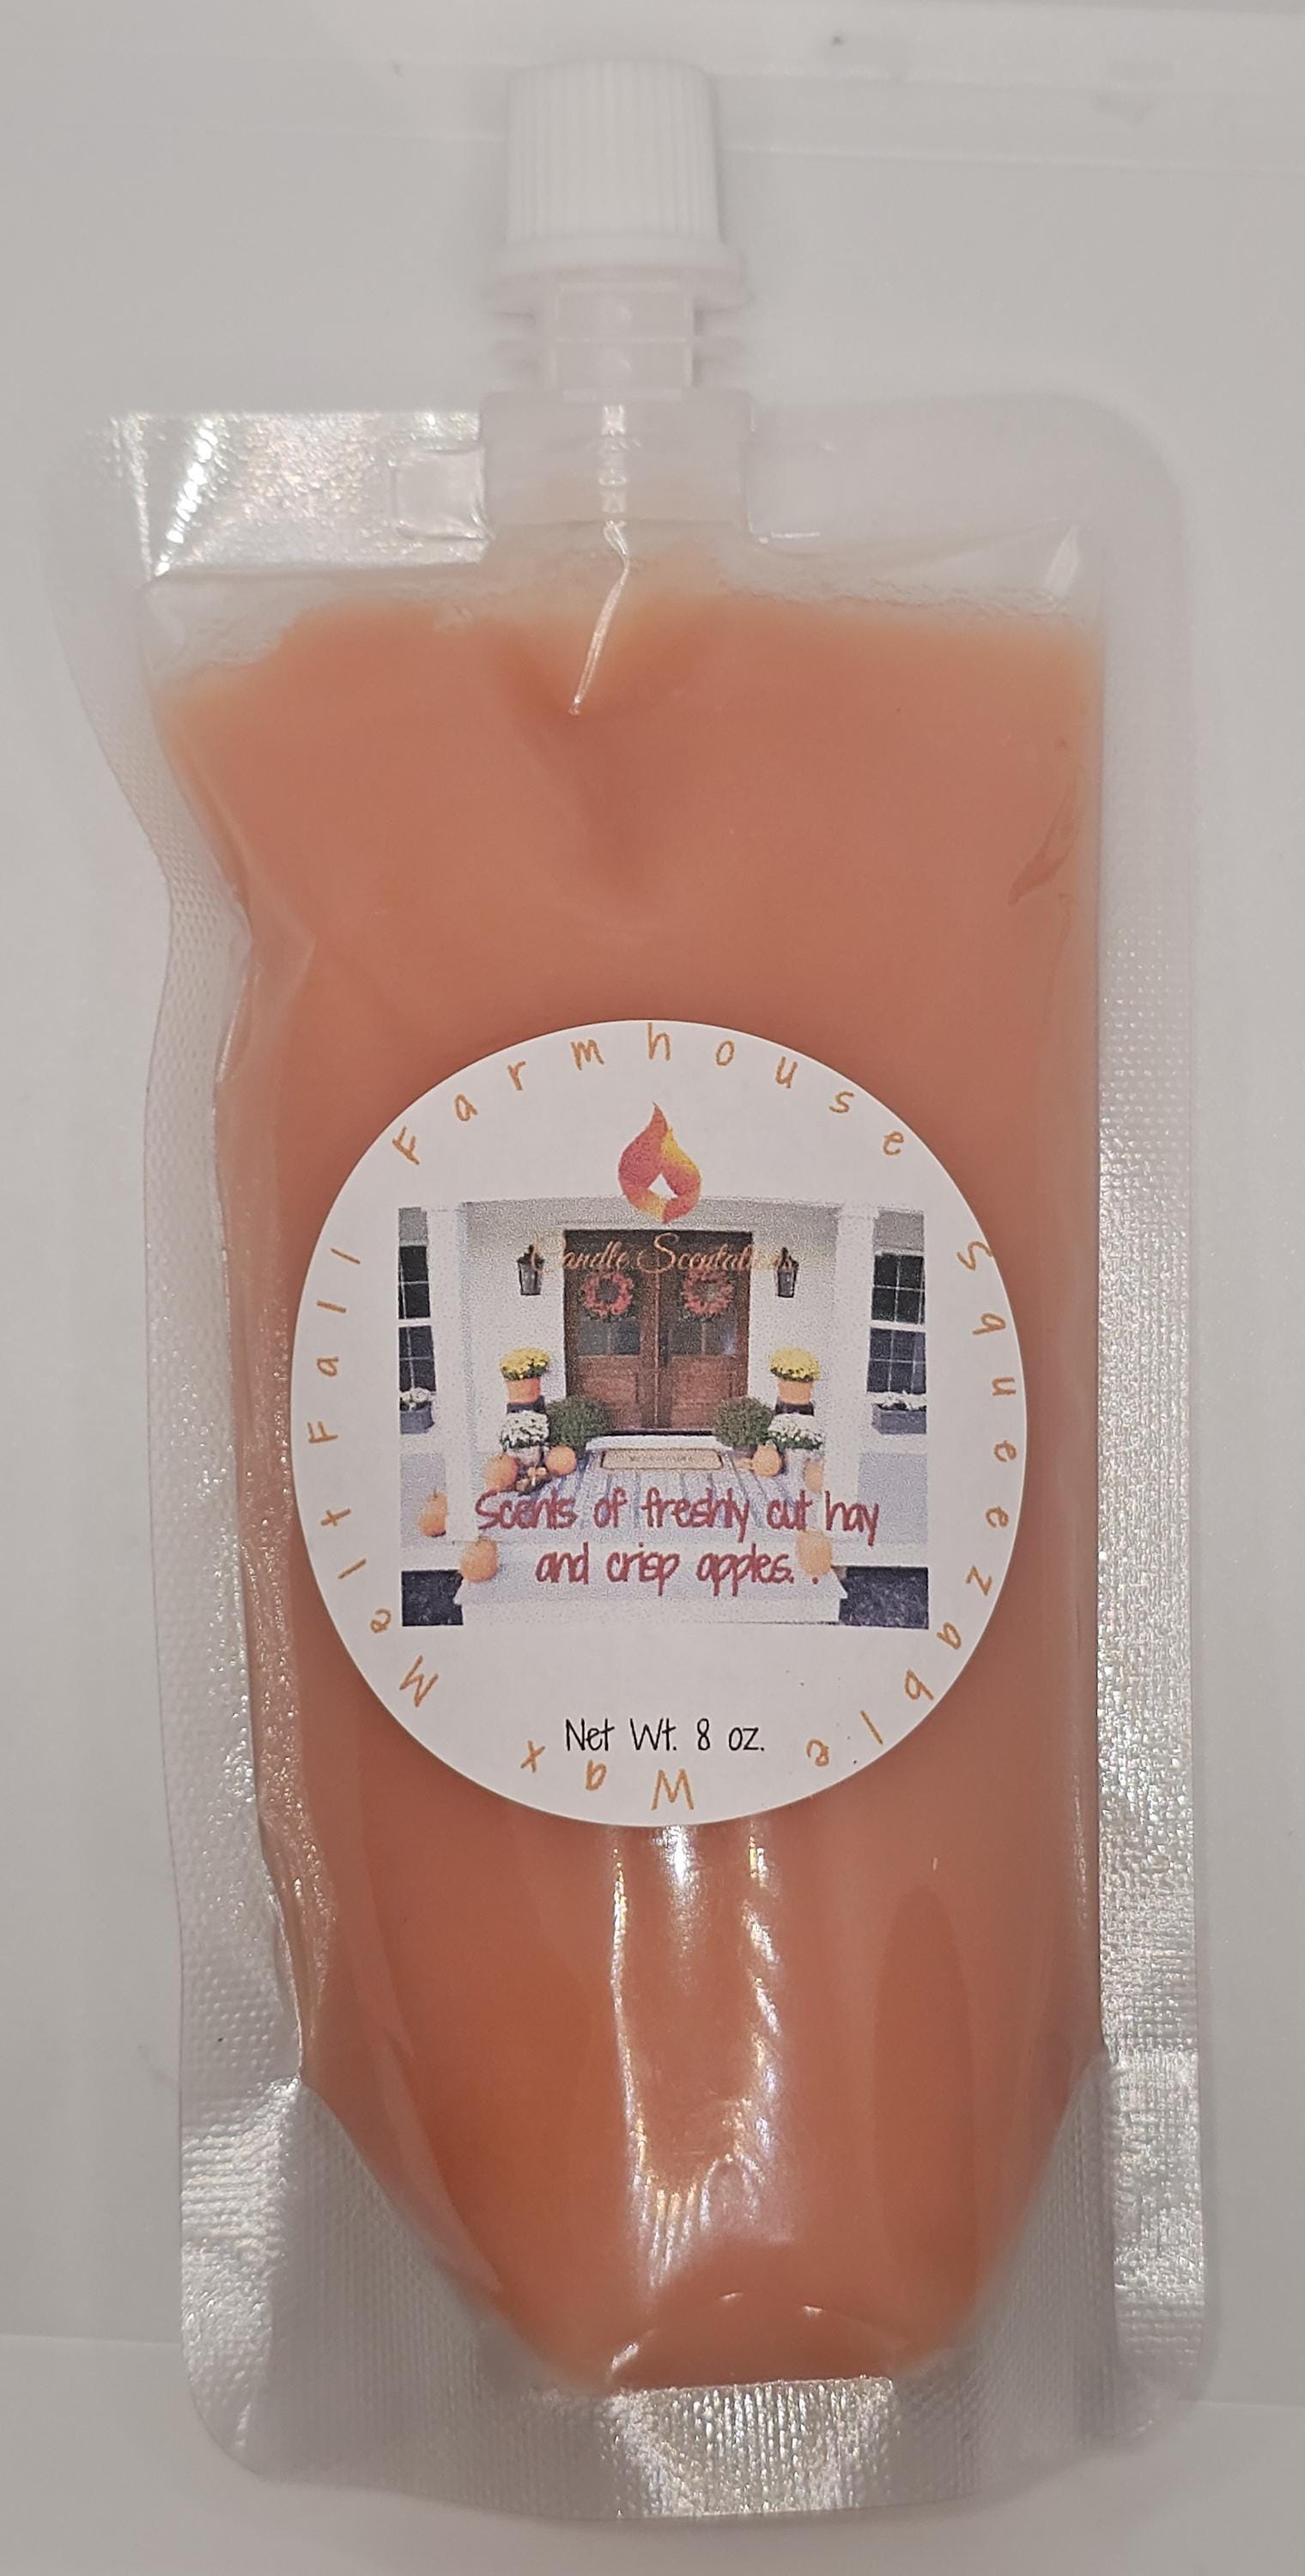 Farmhouse Squeezable Wax Melt Fall
Candle Scentations
Scents of freshly cut hay
and crisp apples. .
Net Wt. 8 oz.